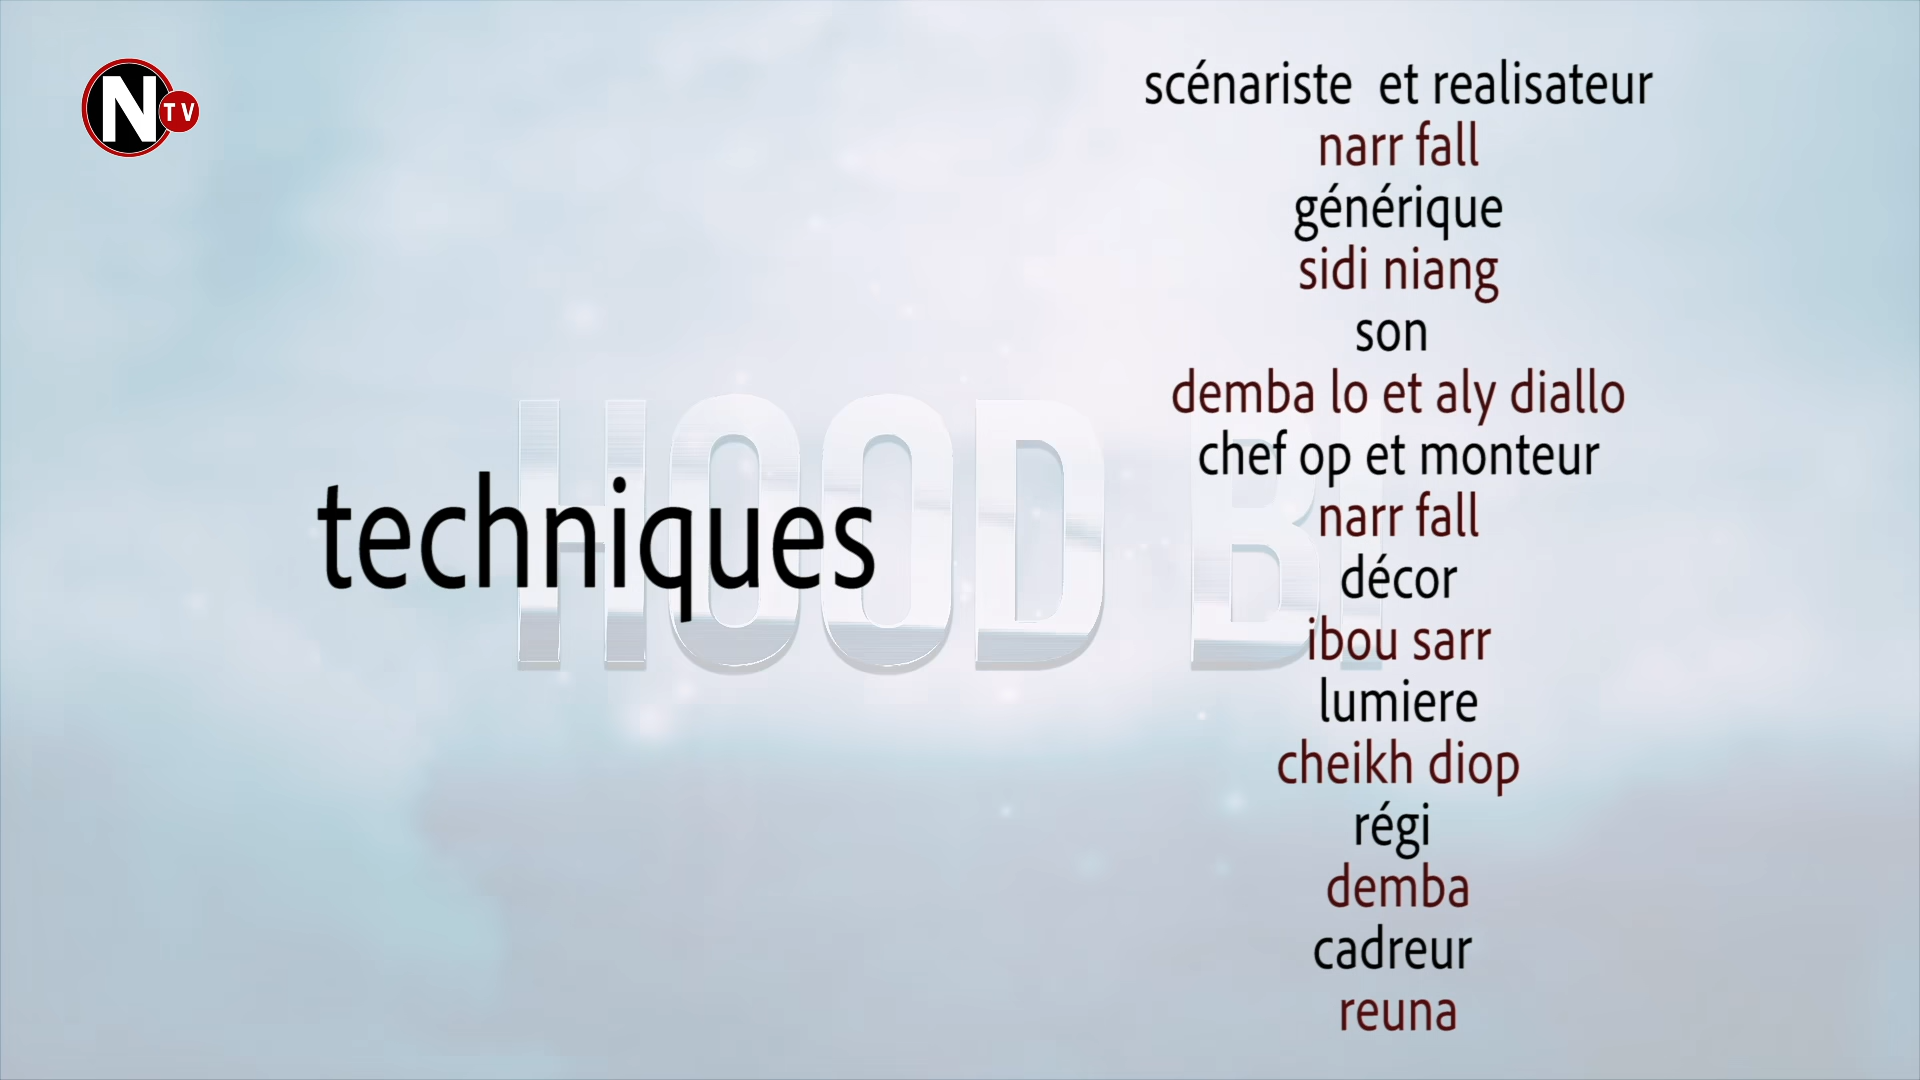 N TV
HOOD BI
techniques
scénariste et realisateur
narr fall
générique
sidi niang
son
demba lo et aly diallo
chef op et monteur
narr fall
décor
ibou sarr
lumiere
cheikh diop
régi
demba
cadreur
reuna